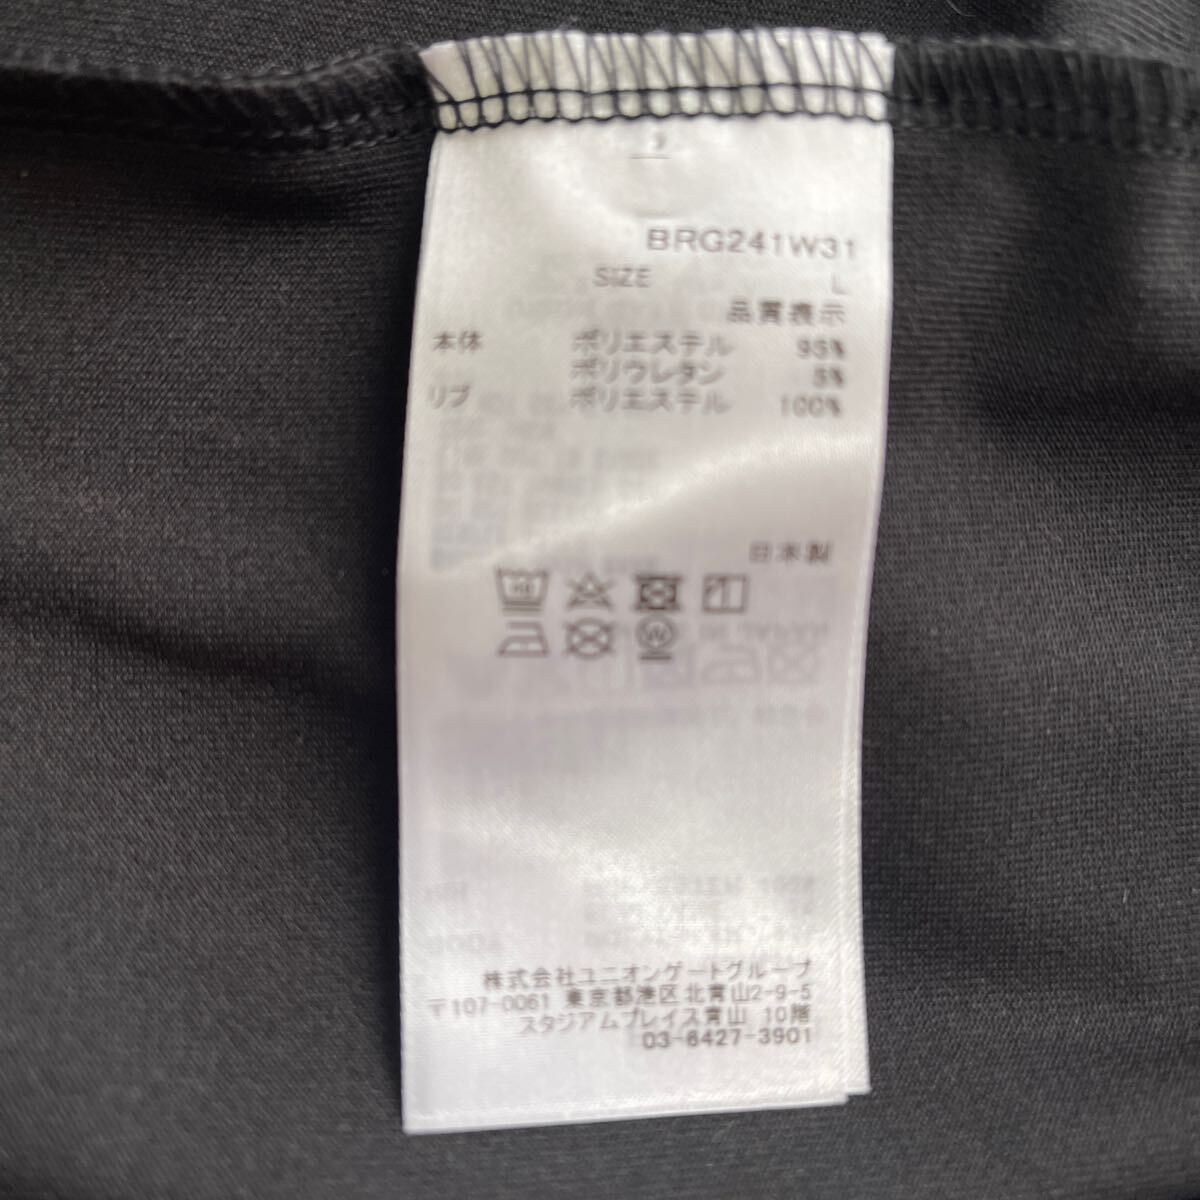 BRG241W31
SIZE L
品質表示
本体 ポリエステル 95%
ポリウレタン 5%
リブ ポリエステル 100%
日本製
W
株式会社ユニオンゲートグループ
〒107-0061 東京都港区北青山2-9-5
スタジアムプレイス青山 10階
03-6427-3901